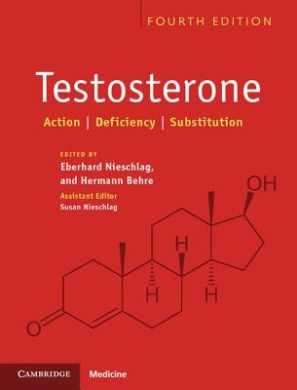 FOURTH EDITION
Testosterone
Action | Deficiency | Substitution
EDITED BY
Eberhard Nieschlag,
and Hermann Behre
Assistant Editor
Susan Nieschlag
OH
H
H
H
O
CAMBRIDGE Medicine